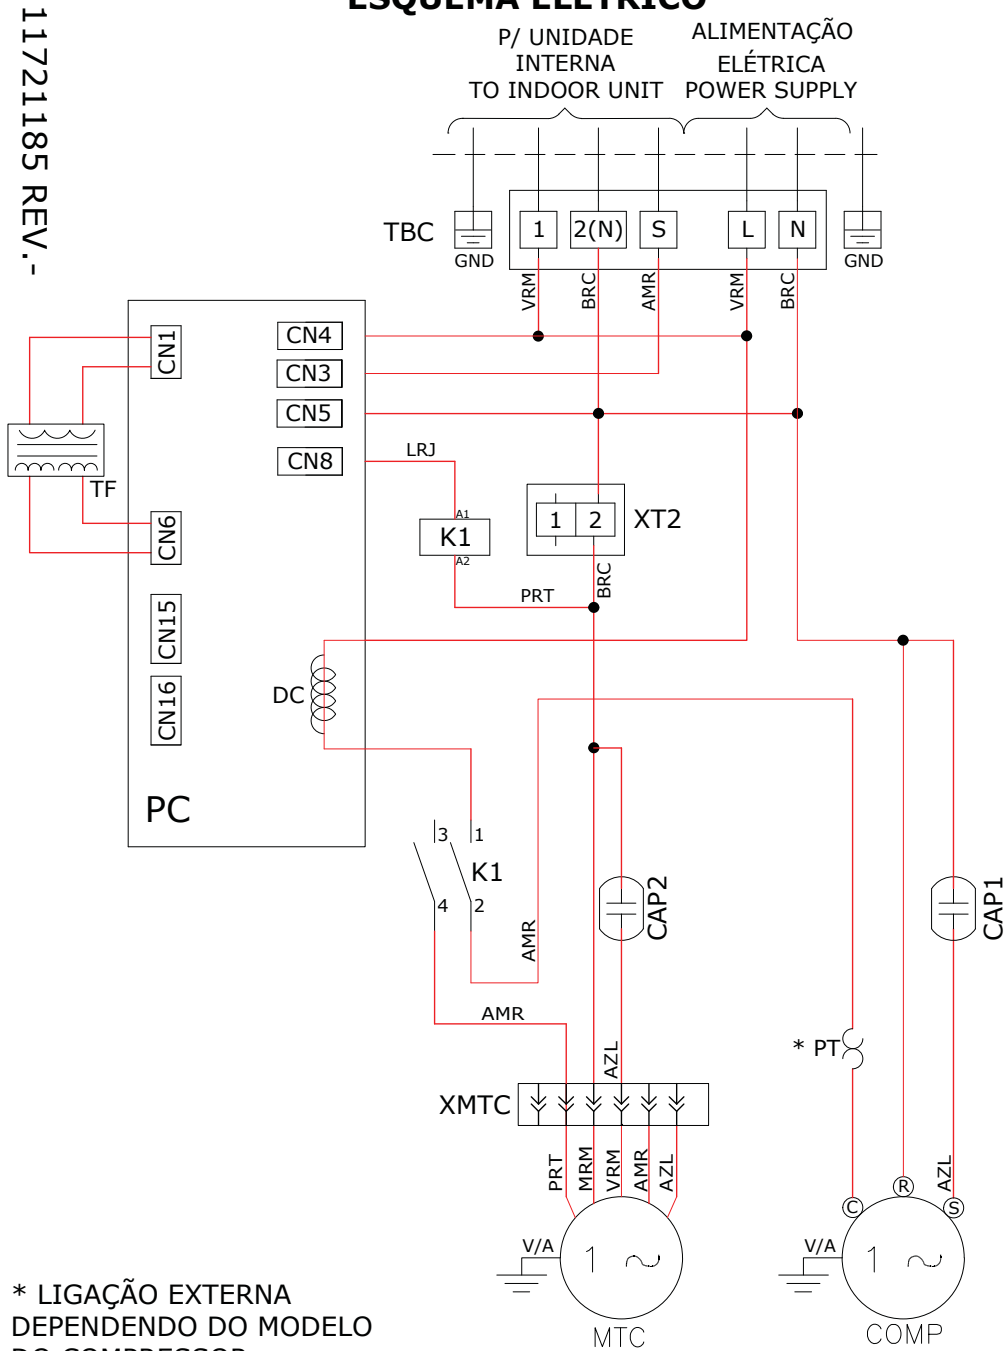 ESQUEMA ELÉTRICO
11721185 REV.-
P/ UNIDADE
INTERNA
TO INDOOR UNIT
ALIMENTAÇÃO
ELÉTRICA
POWER SUPPLY
TBC
GND
1
2(N)
S
L
N
GND
VRM
BRC
AMR
VRM
BRC
CN1
CN4
CN3
CN5
CN8
LRJ
TF
CN6
A1
K1
A2
1
2
XT2
BRC
PRT
CN15
CN16
DC
PC
3
1
K1
4
2
AMR
CAP2
CAP1
AMR
AZL
* PT
XMTC
PRT
MRM
VRM
AMR
AZL
AZL
C
R
S
V/A
1
MTC
V/A
1
COMP
* LIGAÇÃO EXTERNA
DEPENDENDO DO MODELO
DO COMPRESSOR